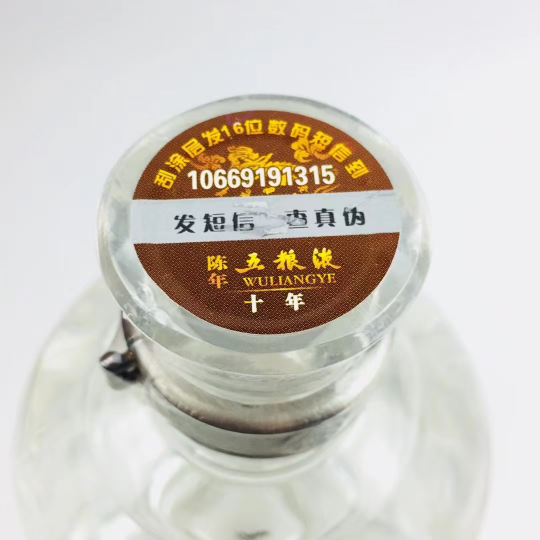 刮涂层发16位数码短信到
10669191315
发短信 查真伪
陈年 五粮液
WULIANGYE
十年